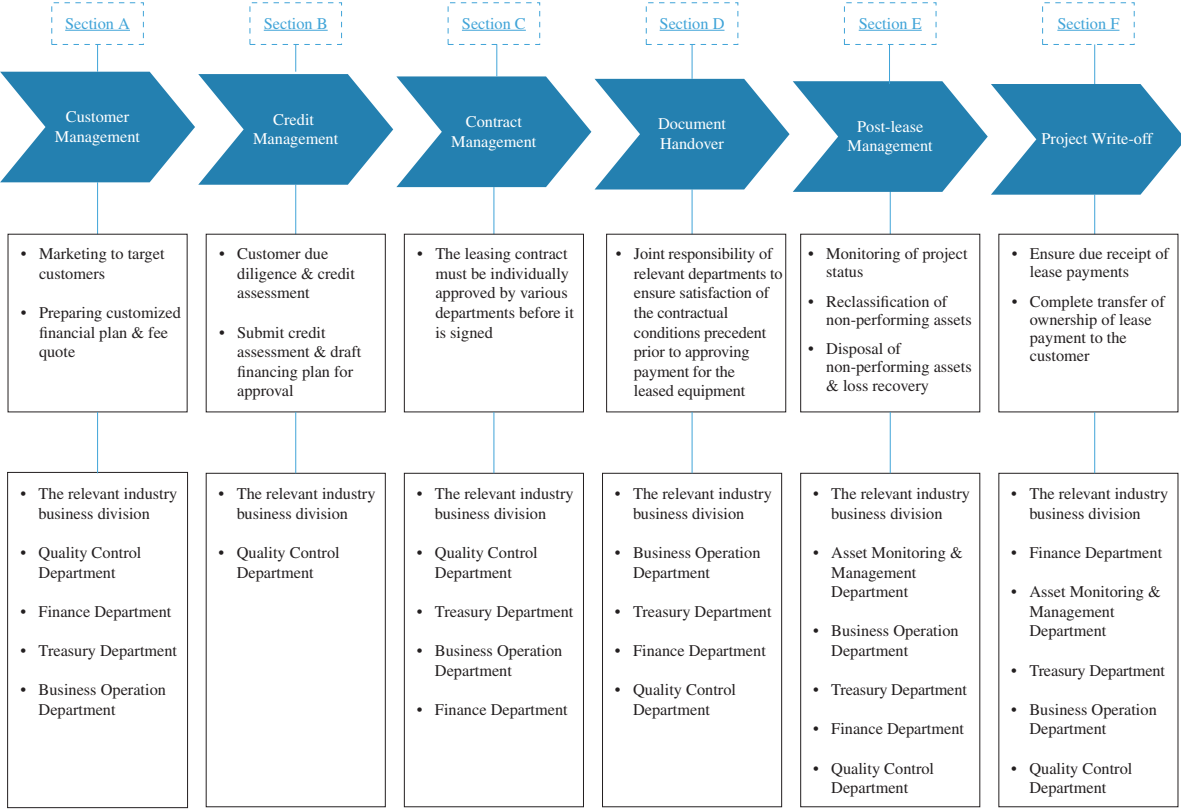 Section A
Section B
Section C
Section D
Section E
Section F
Customer
Management
Credit
Management
Contract
Management
Document
Handover
Post-lease
Management
Project Write-off
• Marketing to target
customers
• Preparing customized
financial plan & fee
quote
• Customer due
diligence & credit
assessment
• Submit credit
assessment & draft
financing plan for
approval
• The leasing contract
must be individually
approved by various
departments before it
is signed
• Joint responsibility of
relevant departments to
ensure satisfaction of
the contractual
conditions precedent
prior to approving
payment for the
leased equipment
• Monitoring of project
status
• Reclassification of
non-performing assets
• Disposal of
non-performing assets
& loss recovery
• Ensure due receipt of
lease payments
• Complete transfer of
ownership of lease
payment to the
customer
• The relevant industry
business division
• Quality Control
Department
• Finance Department
• Treasury Department
• Business Operation
Department
• The relevant industry
business division
• Quality Control
Department
• The relevant industry
business division
• Quality Control
Department
• Treasury Department
• Business Operation
Department
• Finance Department
• The relevant industry
business division
• Business Operation
Department
• Treasury Department
• Finance Department
• Quality Control
Department
• The relevant industry
business division
• Asset Monitoring &
Management
Department
• Business Operation
Department
• Treasury Department
• Finance Department
• Quality Control
Department
• The relevant industry
business division
• Finance Department
• Asset Monitoring &
Management
Department
• Treasury Department
• Business Operation
Department
• Quality Control
Department